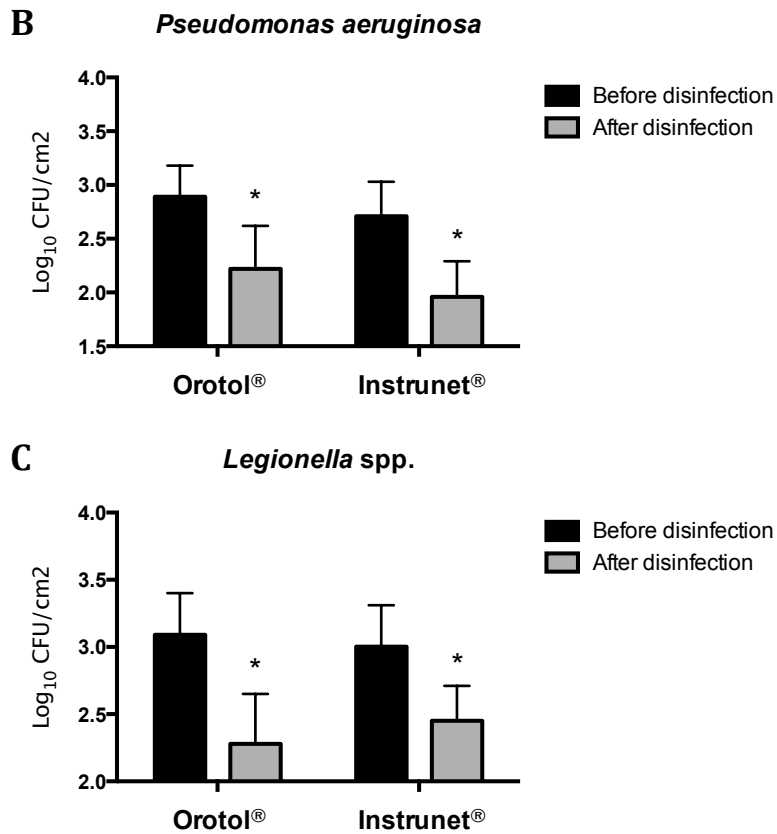 B
Pseudomonas aeruginosa
4.0
3.5
3.0
2.5
2.0
1.5
Log10 CFU/cm2
Before disinfection
After disinfection
*
*
Orotol®
Instrunet®
C
Legionella spp.
4.0
3.5
3.0
2.5
2.0
Log10 CFU/cm2
Before disinfection
After disinfection
*
*
Orotol®
Instrunet®